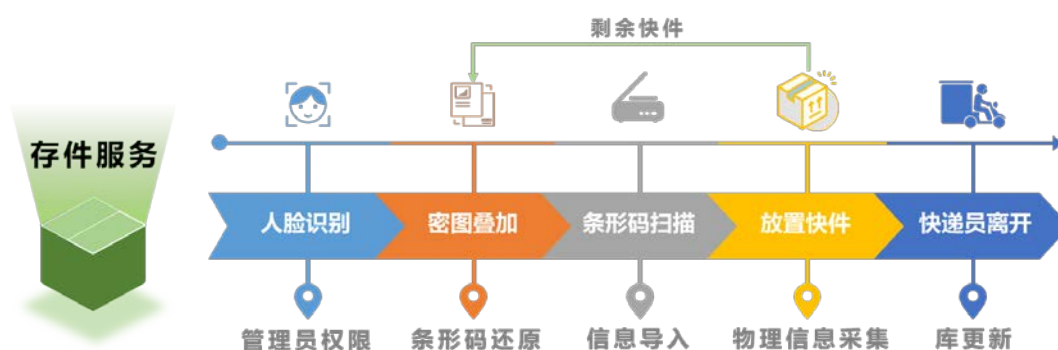 剩余快件
存件服务
人脸识别
密图叠加
条形码扫描
放置快件
快递员离开
管理员权限
条形码还原
信息导入
物理信息采集
库更新